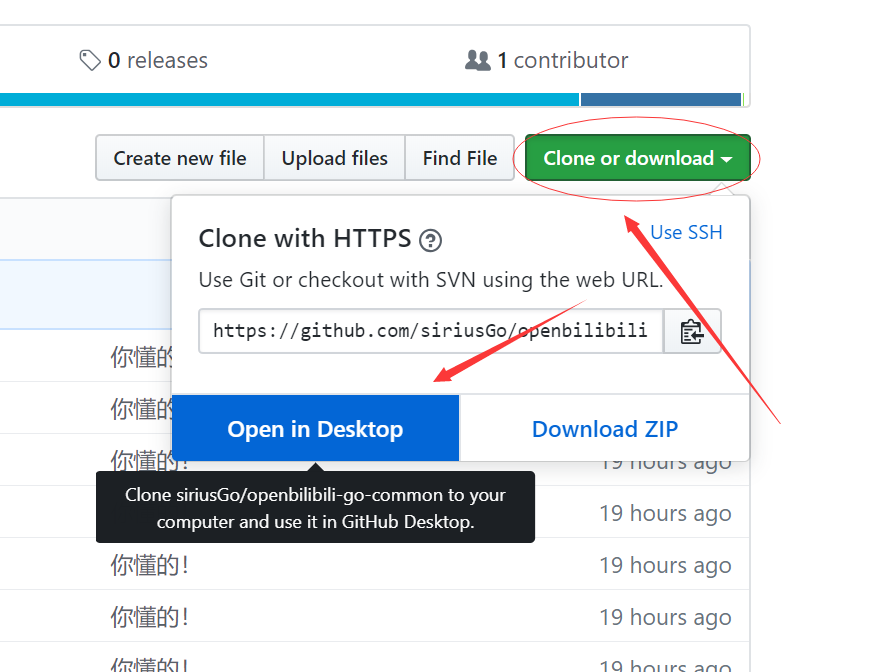 0 releases
1 contributor
Create new file
Upload files
Find File
Clone or download
Clone with HTTPS
Use SSH
Use Git or checkout with SVN using the web URL.
https://github.com/siriusGo/openbilibili
你懂的
你懂的
Open in Desktop
Download ZIP
你懂的!
19 hours ago
Clone siriusGo/openbilibili-go-common to your
computer and use it in GitHub Desktop.
19 hours ago
你懂的!
19 hours ago
你懂的!
19 hours ago
你懂的!
19 hours ago